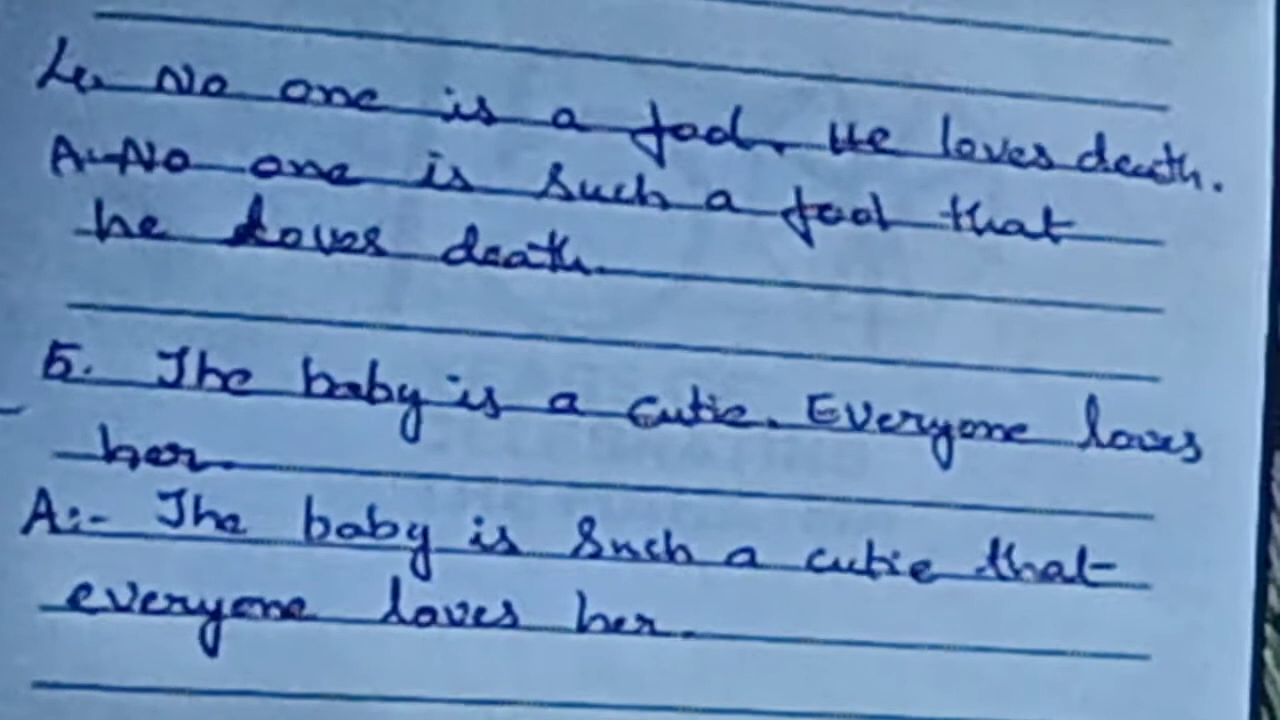 4. No one is a fool. He loves death.
A:-No one is such a fool that
he loves death.
5. The baby is a cutie. Everyone loves
her.
A:- The baby is such a cutie that
everyone loves her.